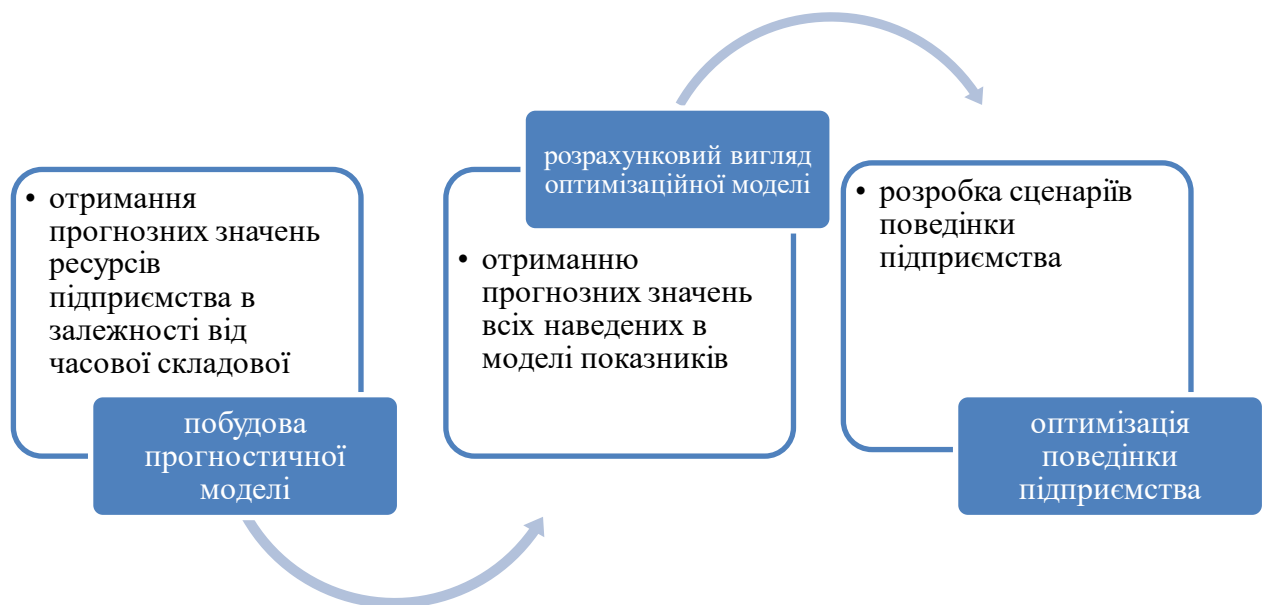 • отримання
прогнозних значень
ресурсів
підприємства в
залежності від
часової складової
побудова
прогностичної
моделі
розрахунковий вигляд
оптимізаційної моделі
• отриманню
прогнозних значень
всіх наведених в
моделі показників
• розробка сценаріїв
поведінки
підприємства
оптимізація
поведінки
підприємства